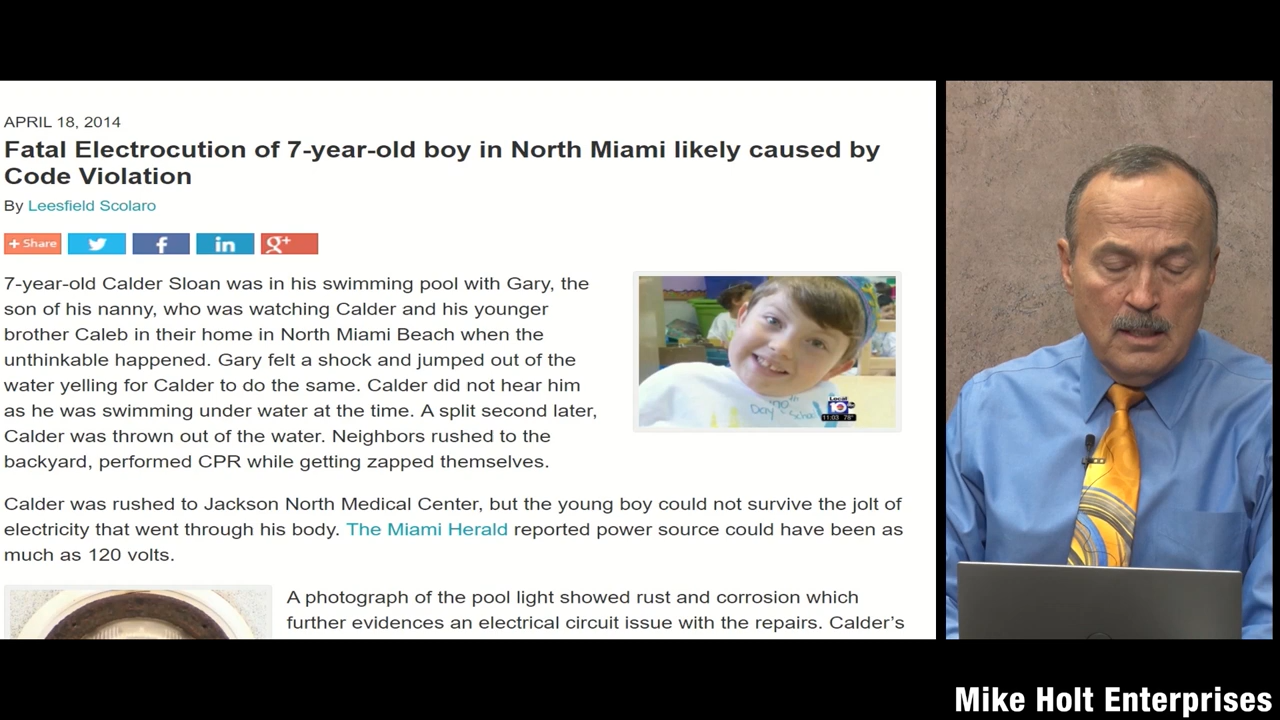 APRIL 18, 2014
Fatal Electrocution of 7-year-old boy in North Miami likely caused by
Code Violation
By Leesfield Scolaro
+ Share
f
in
g+
7-year-old Calder Sloan was in his swimming pool with Gary, the
son of his nanny, who was watching Calder and his younger
brother Caleb in their home in North Miami Beach when the
unthinkable happened. Gary felt a shock and jumped out of the
water yelling for Calder to do the same. Calder did not hear him
as he was swimming under water at the time. A split second later,
Calder was thrown out of the water. Neighbors rushed to the
backyard, performed CPR while getting zapped themselves.
Local
10
11:03 78°
Calder was rushed to Jackson North Medical Center, but the young boy could not survive the jolt of
electricity that went through his body. The Miami Herald reported power source could have been as
much as 120 volts.
A photograph of the pool light showed rust and corrosion which
further evidences an electrical circuit issue with the repairs. Calder's
Mike Holt Enterprises